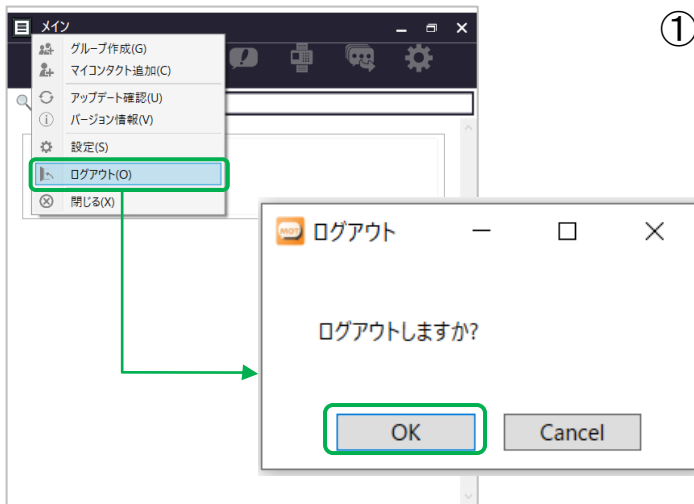 メイン
①
グループ作成(G)
マイコンタクト追加(C)
アップデート確認(U)
バージョン情報(V)
設定(S)
ログアウト(O)
閉じる(X)
MOT
ログアウト
ログアウトしますか?
OK
Cancel